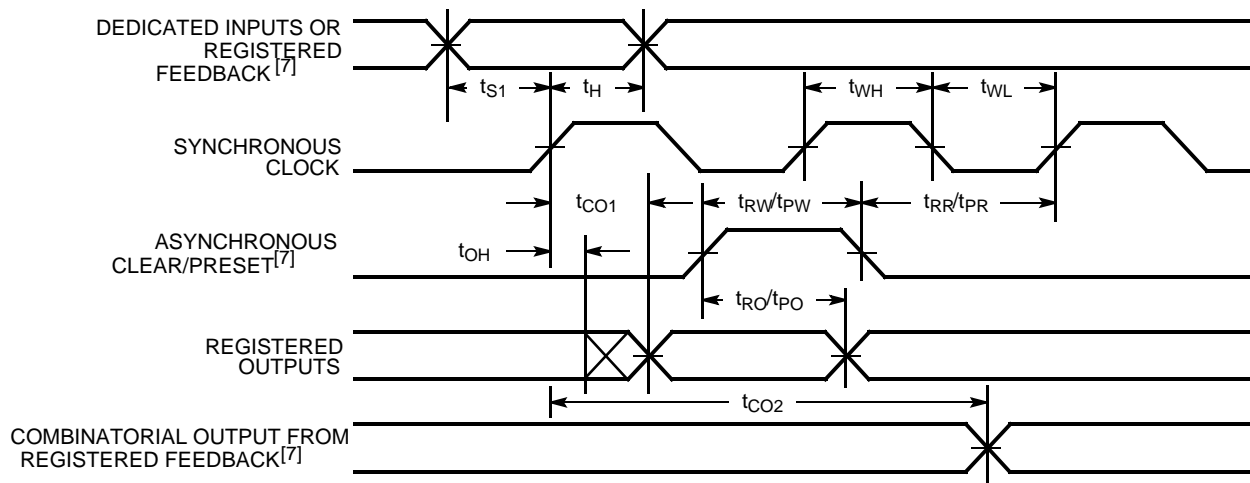 DEDICATED INPUTS OR
REGISTERED
FEEDBACK[7]
tS1
tH
tWH
tWL
SYNCHRONOUS
CLOCK
tCO1
tRW/tPW
tRR/tPR
ASYNCHRONOUS
CLEAR/PRESET[7]
tOH
tRO/tPO
REGISTERED
OUTPUTS
tCO2
COMBINATORIAL OUTPUT FROM
REGISTERED FEEDBACK[7]